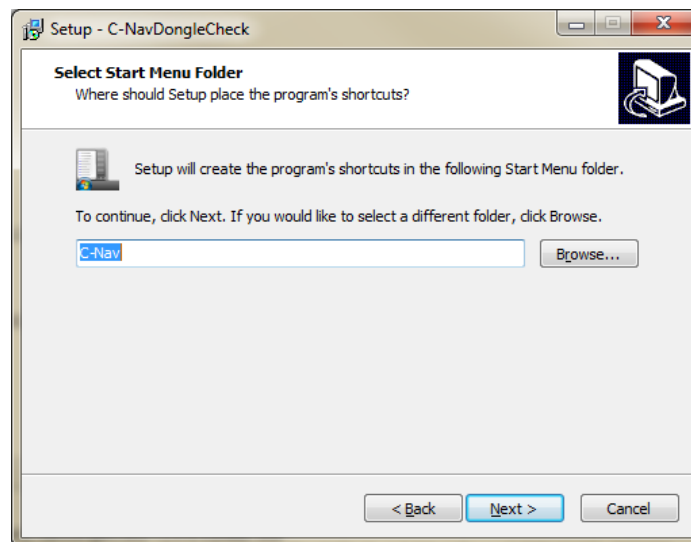 Setup - C-NavDongleCheck
Select Start Menu Folder
Where should Setup place the program's shortcuts?
Setup will create the program's shortcuts in the following Start Menu folder.
To continue, click Next. If you would like to select a different folder, click Browse.
C-Nav
Browse...
< Back
Next >
Cancel